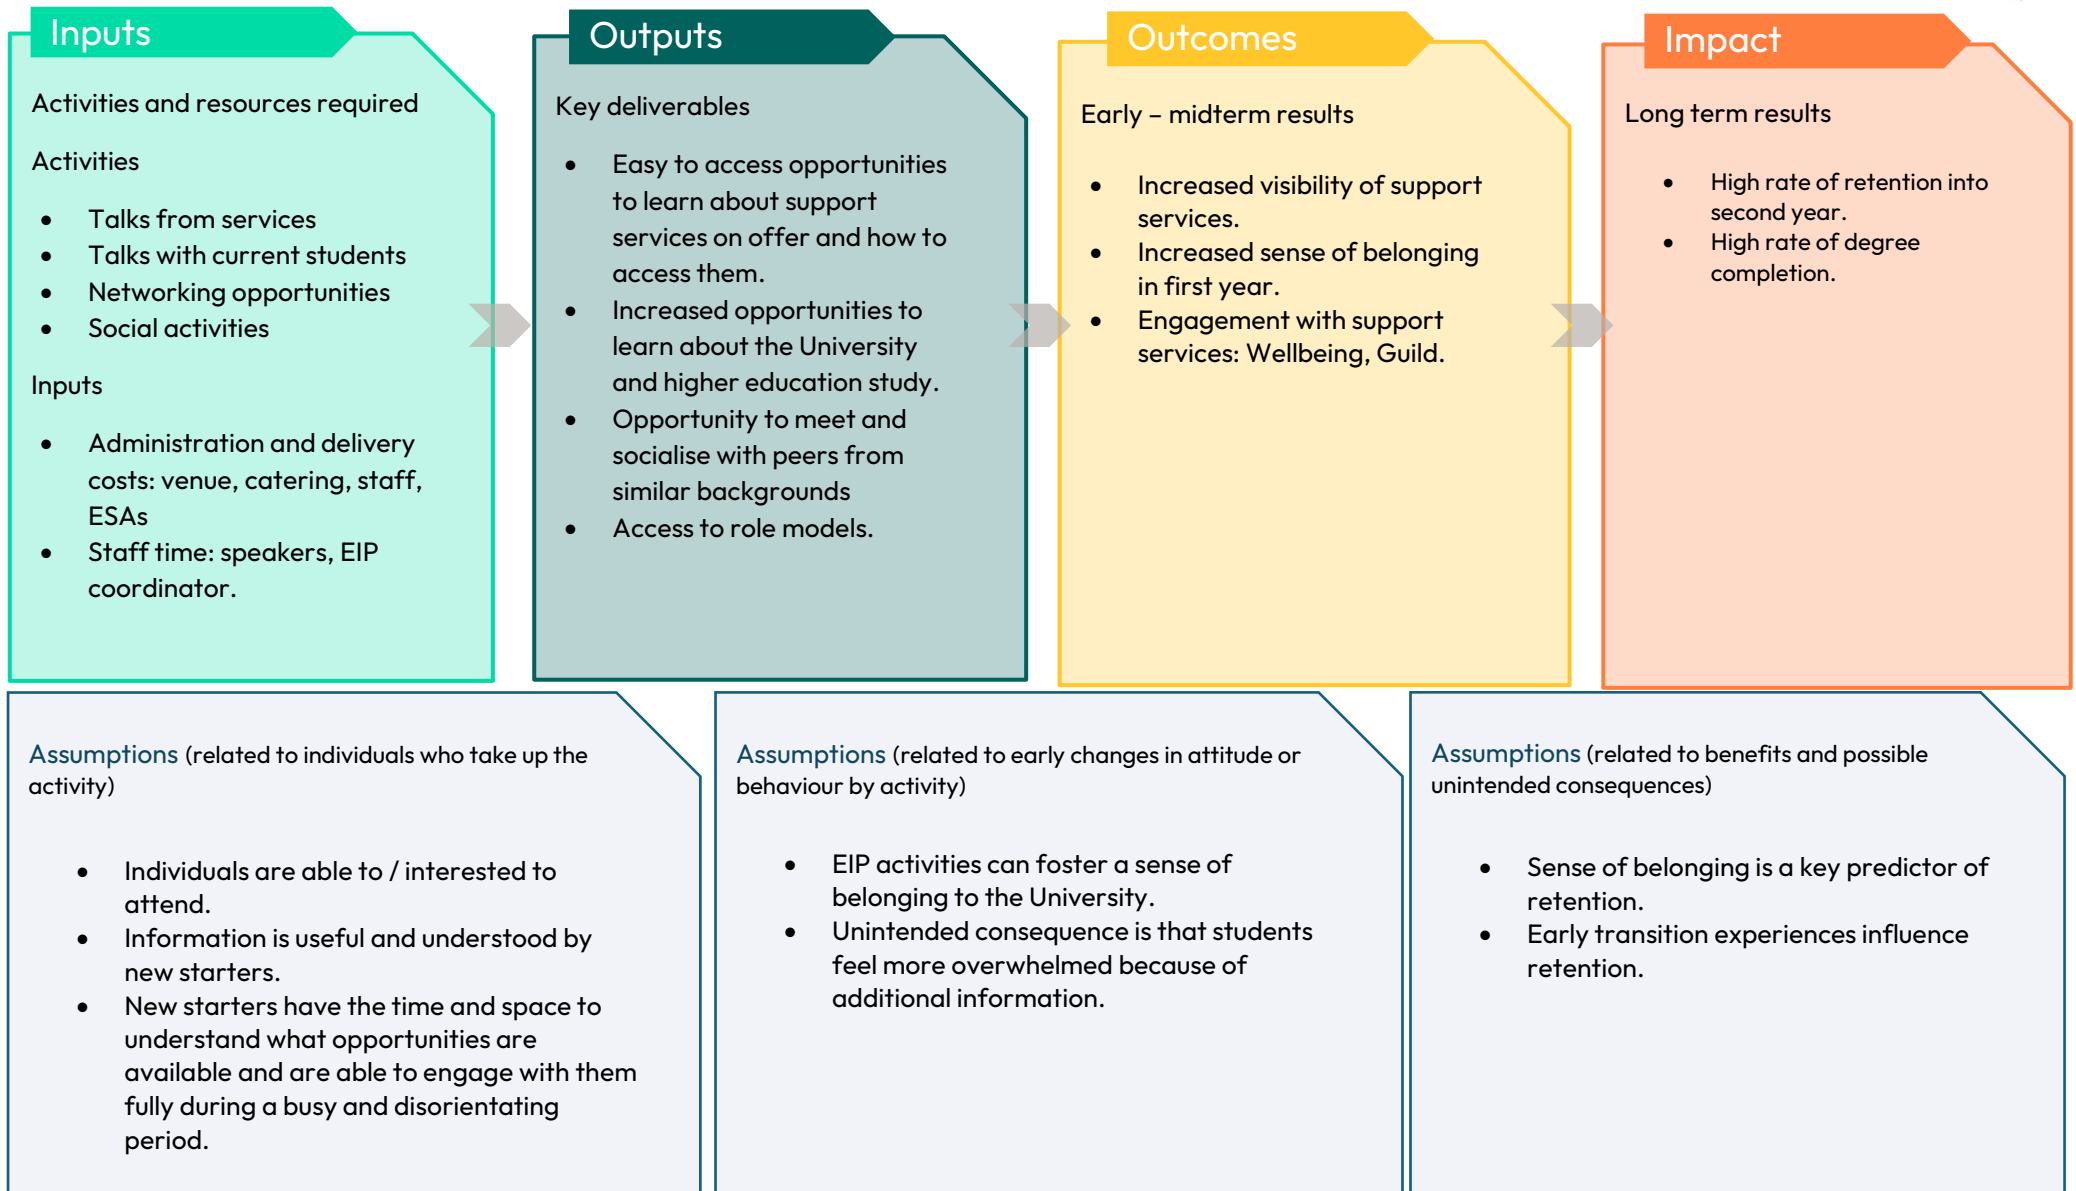 Inputs
Activities and resources required
Activities
• Talks from services
• Talks with current students
• Networking opportunities
• Social activities
Inputs
• Administration and delivery
costs: venue, catering, staff,
ESAs
• Staff time: speakers, EIP
coordinator.
Outputs
Key deliverables
• Easy to access opportunities
to learn about support
services on offer and how to
access them.
• Increased opportunities to
learn about the University
and higher education study.
• Opportunity to meet and
socialise with peers from
similar backgrounds
• Access to role models.
Outcomes
Early – midterm results
• Increased visibility of support
services.
• Increased sense of belonging
in first year.
• Engagement with support
services: Wellbeing, Guild.
Impact
Long term results
• High rate of retention into
second year.
• High rate of degree
completion.
Assumptions (related to individuals who take up the
activity)
• Individuals are able to / interested to
attend.
• Information is useful and understood by
new starters.
• New starters have the time and space to
understand what opportunities are
available and are able to engage with them
fully during a busy and disorientating
period.
Assumptions (related to early changes in attitude or
behaviour by activity)
• EIP activities can foster a sense of
belonging to the University.
• Unintended consequence is that students
feel more overwhelmed because of
additional information.
Assumptions (related to benefits and possible
unintended consequences)
• Sense of belonging is a key predictor of
retention.
• Early transition experiences influence
retention.